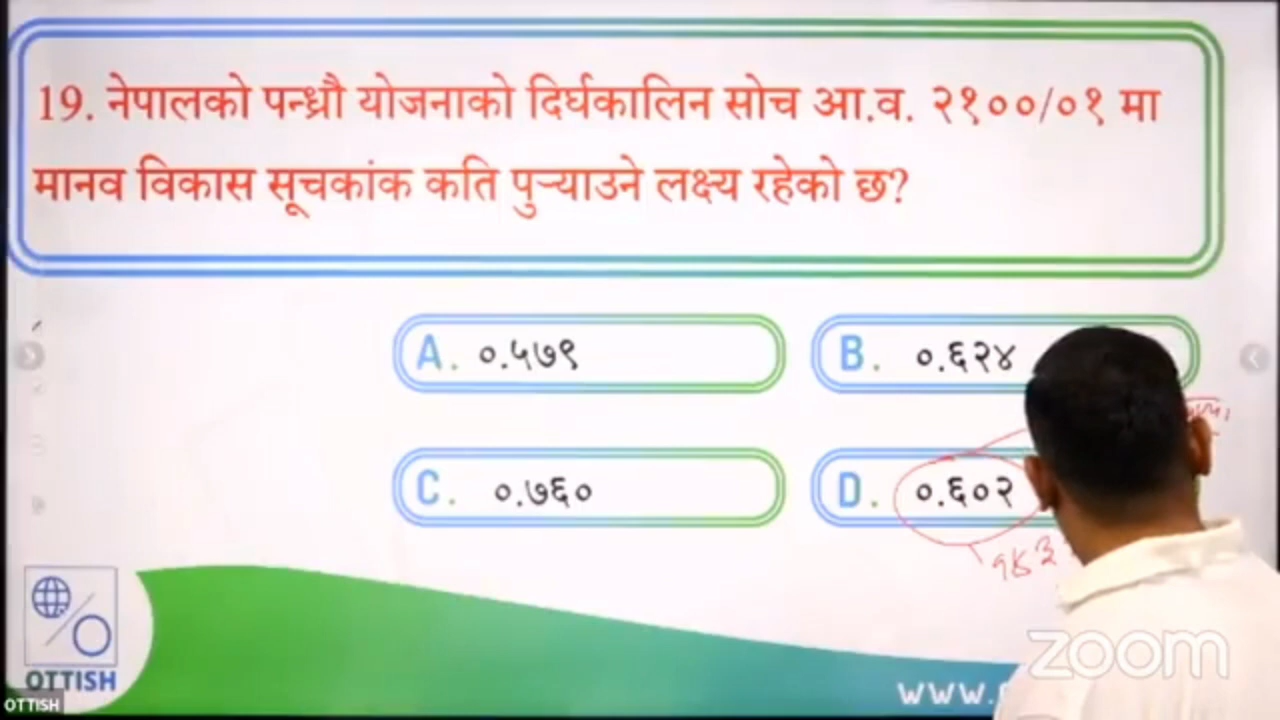 19. नेपालको पन्ध्रौ योजनाको दिर्घकालिन सोच आ.व. २१००/०१ मा
मानव विकास सूचकांक कति पुऱ्याउने लक्ष्य रहेको छ?
A. ०.५७९
B. ०.६२४
C. ०.७६०
D. ०.६०२
OTTISH
OTTISH
www.
zoom